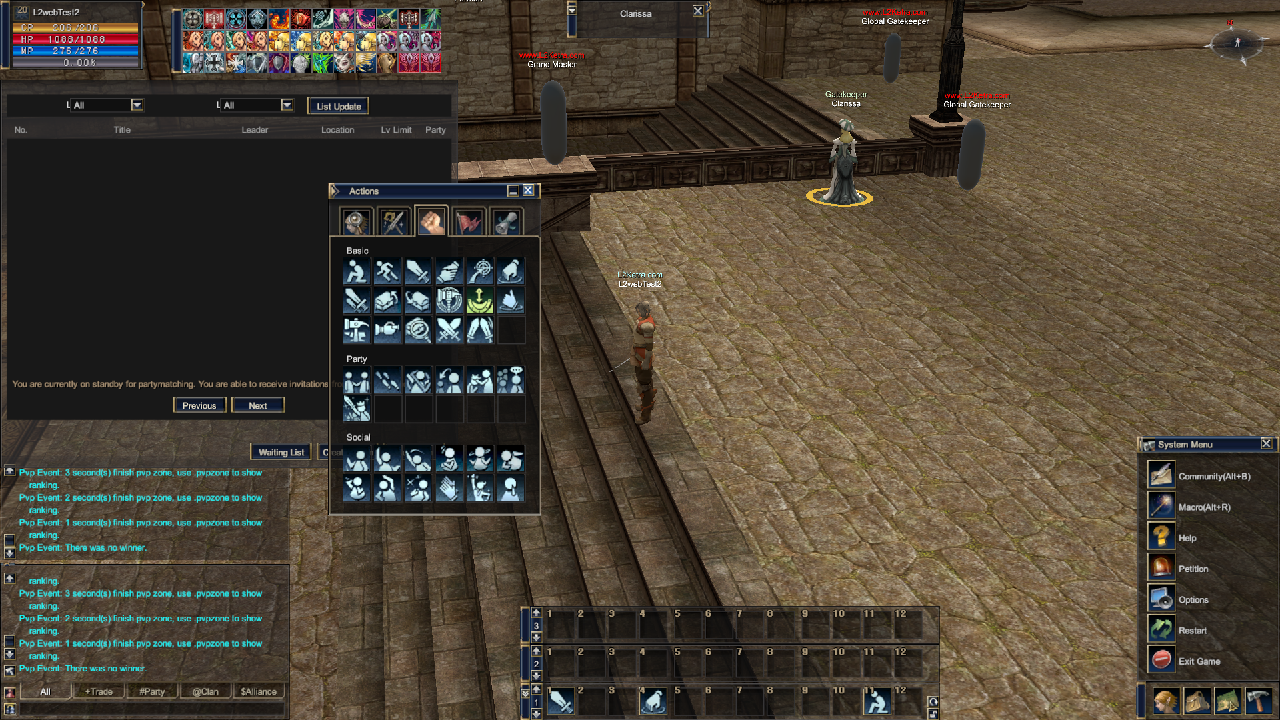 20 L2webTest2
CP 205/205
HP 1088/1088
MP 275/276
0.00%
Clarissa
Grand Master
Global Gatekeeper
Gatekeeper
Clarissa
Global Gatekeeper
All
All
List Update
No. Title Leader Location Lv Limit Party
Actions
Basic
Party
Social
You are currently on standby for partymatching. You are able to receive invitations
Previous Next
Waiting List
L2webTest2
Pvp Event: 3 second(s) finish pvp zone, use .pvpzone to show
ranking.
Pvp Event: 2 second(s) finish pvp zone, use .pvpzone to show
ranking.
Pvp Event: 1 second(s) finish pvp zone, use .pvpzone to show
ranking.
Pvp Event: There was no winner.
ranking.
Pvp Event: 3 second(s) finish pvp zone, use .pvpzone to show
ranking.
Pvp Event: 2 second(s) finish pvp zone, use .pvpzone to show
ranking.
Pvp Event: 1 second(s) finish pvp zone, use .pvpzone to show
ranking.
Pvp Event: There was no winner.
All +Trade #Party @Clan $Alliance
3 1 2 3 4 5 6 7 8 9 10 11 12
2 1 2 3 4 5 6 7 8 9 10 11 12
1 2 3 4 5 6 7 8 9 10 11 12
System Menu
Community(Alt+B)
Macro(Alt+R)
Help
Petition
Options
Restart
Exit Game